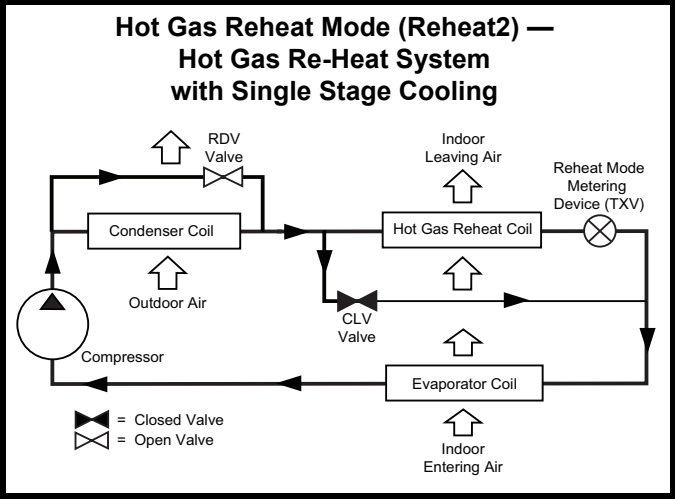 Hot Gas Reheat Mode (Reheat2) —
Hot Gas Re-Heat System
with Single Stage Cooling
RDV
Valve
Indoor
Leaving Air
Reheat Mode
Metering
Device (TXV)
Condenser Coil
Hot Gas Reheat Coil
Outdoor Air
CLV
Valve
Compressor
Evaporator Coil
= Closed Valve
= Open Valve
Indoor
Entering Air